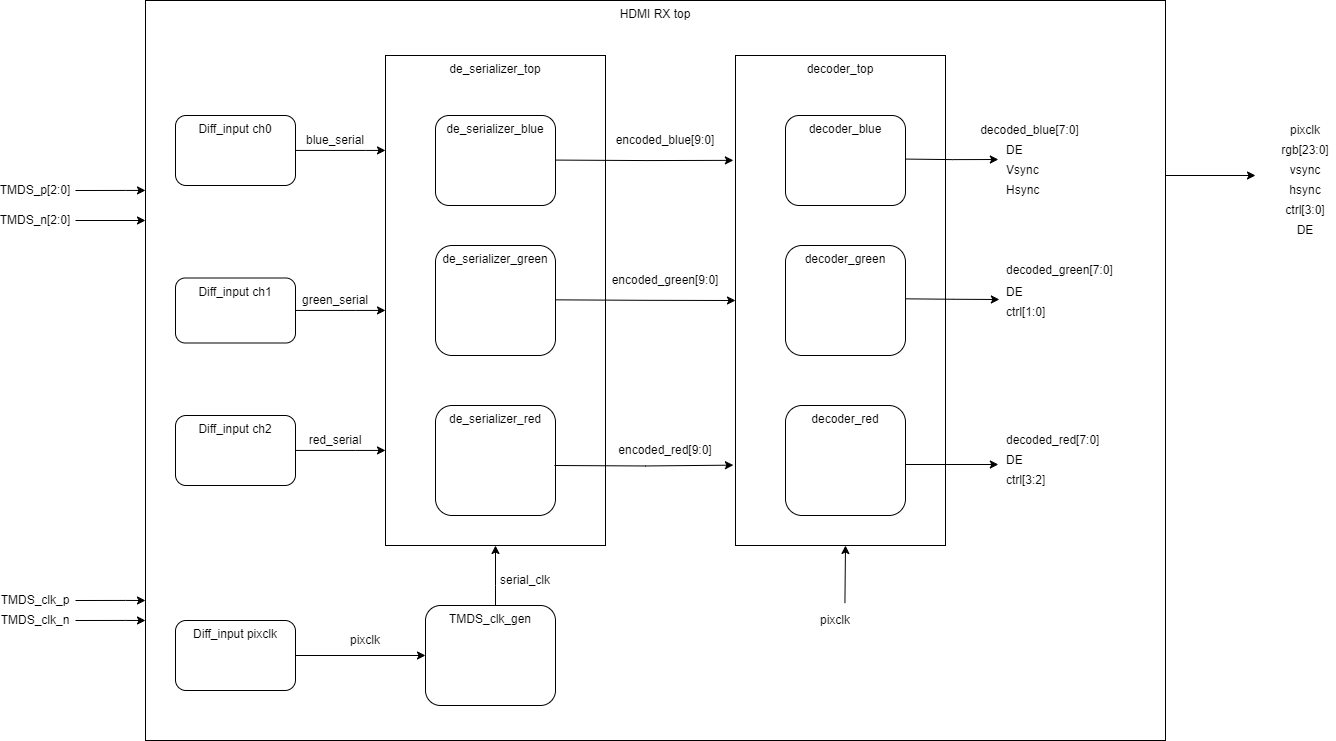 HDMI RX top
de_serializer_top
decoder_top
Diff_input ch0
blue_serial
de_serializer_blue
encoded_blue[9:0]
decoder_blue
decoded_blue[7:0]
DE
Vsync
Hsync
pixclk
rgb[23:0]
vsync
hsync
ctrl[3:0]
DE
TMDS_p[2:0]
TMDS_n[2:0]
Diff_input ch1
green_serial
de_serializer_green
encoded_green[9:0]
decoder_green
decoded_green[7:0]
DE
ctrl[1:0]
Diff_input ch2
red_serial
de_serializer_red
encoded_red[9:0]
decoder_red
decoded_red[7:0]
DE
ctrl[3:2]
TMDS_clk_p
TMDS_clk_n
Diff_input pixclk
pixclk
serial_clk
TMDS_clk_gen
pixclk